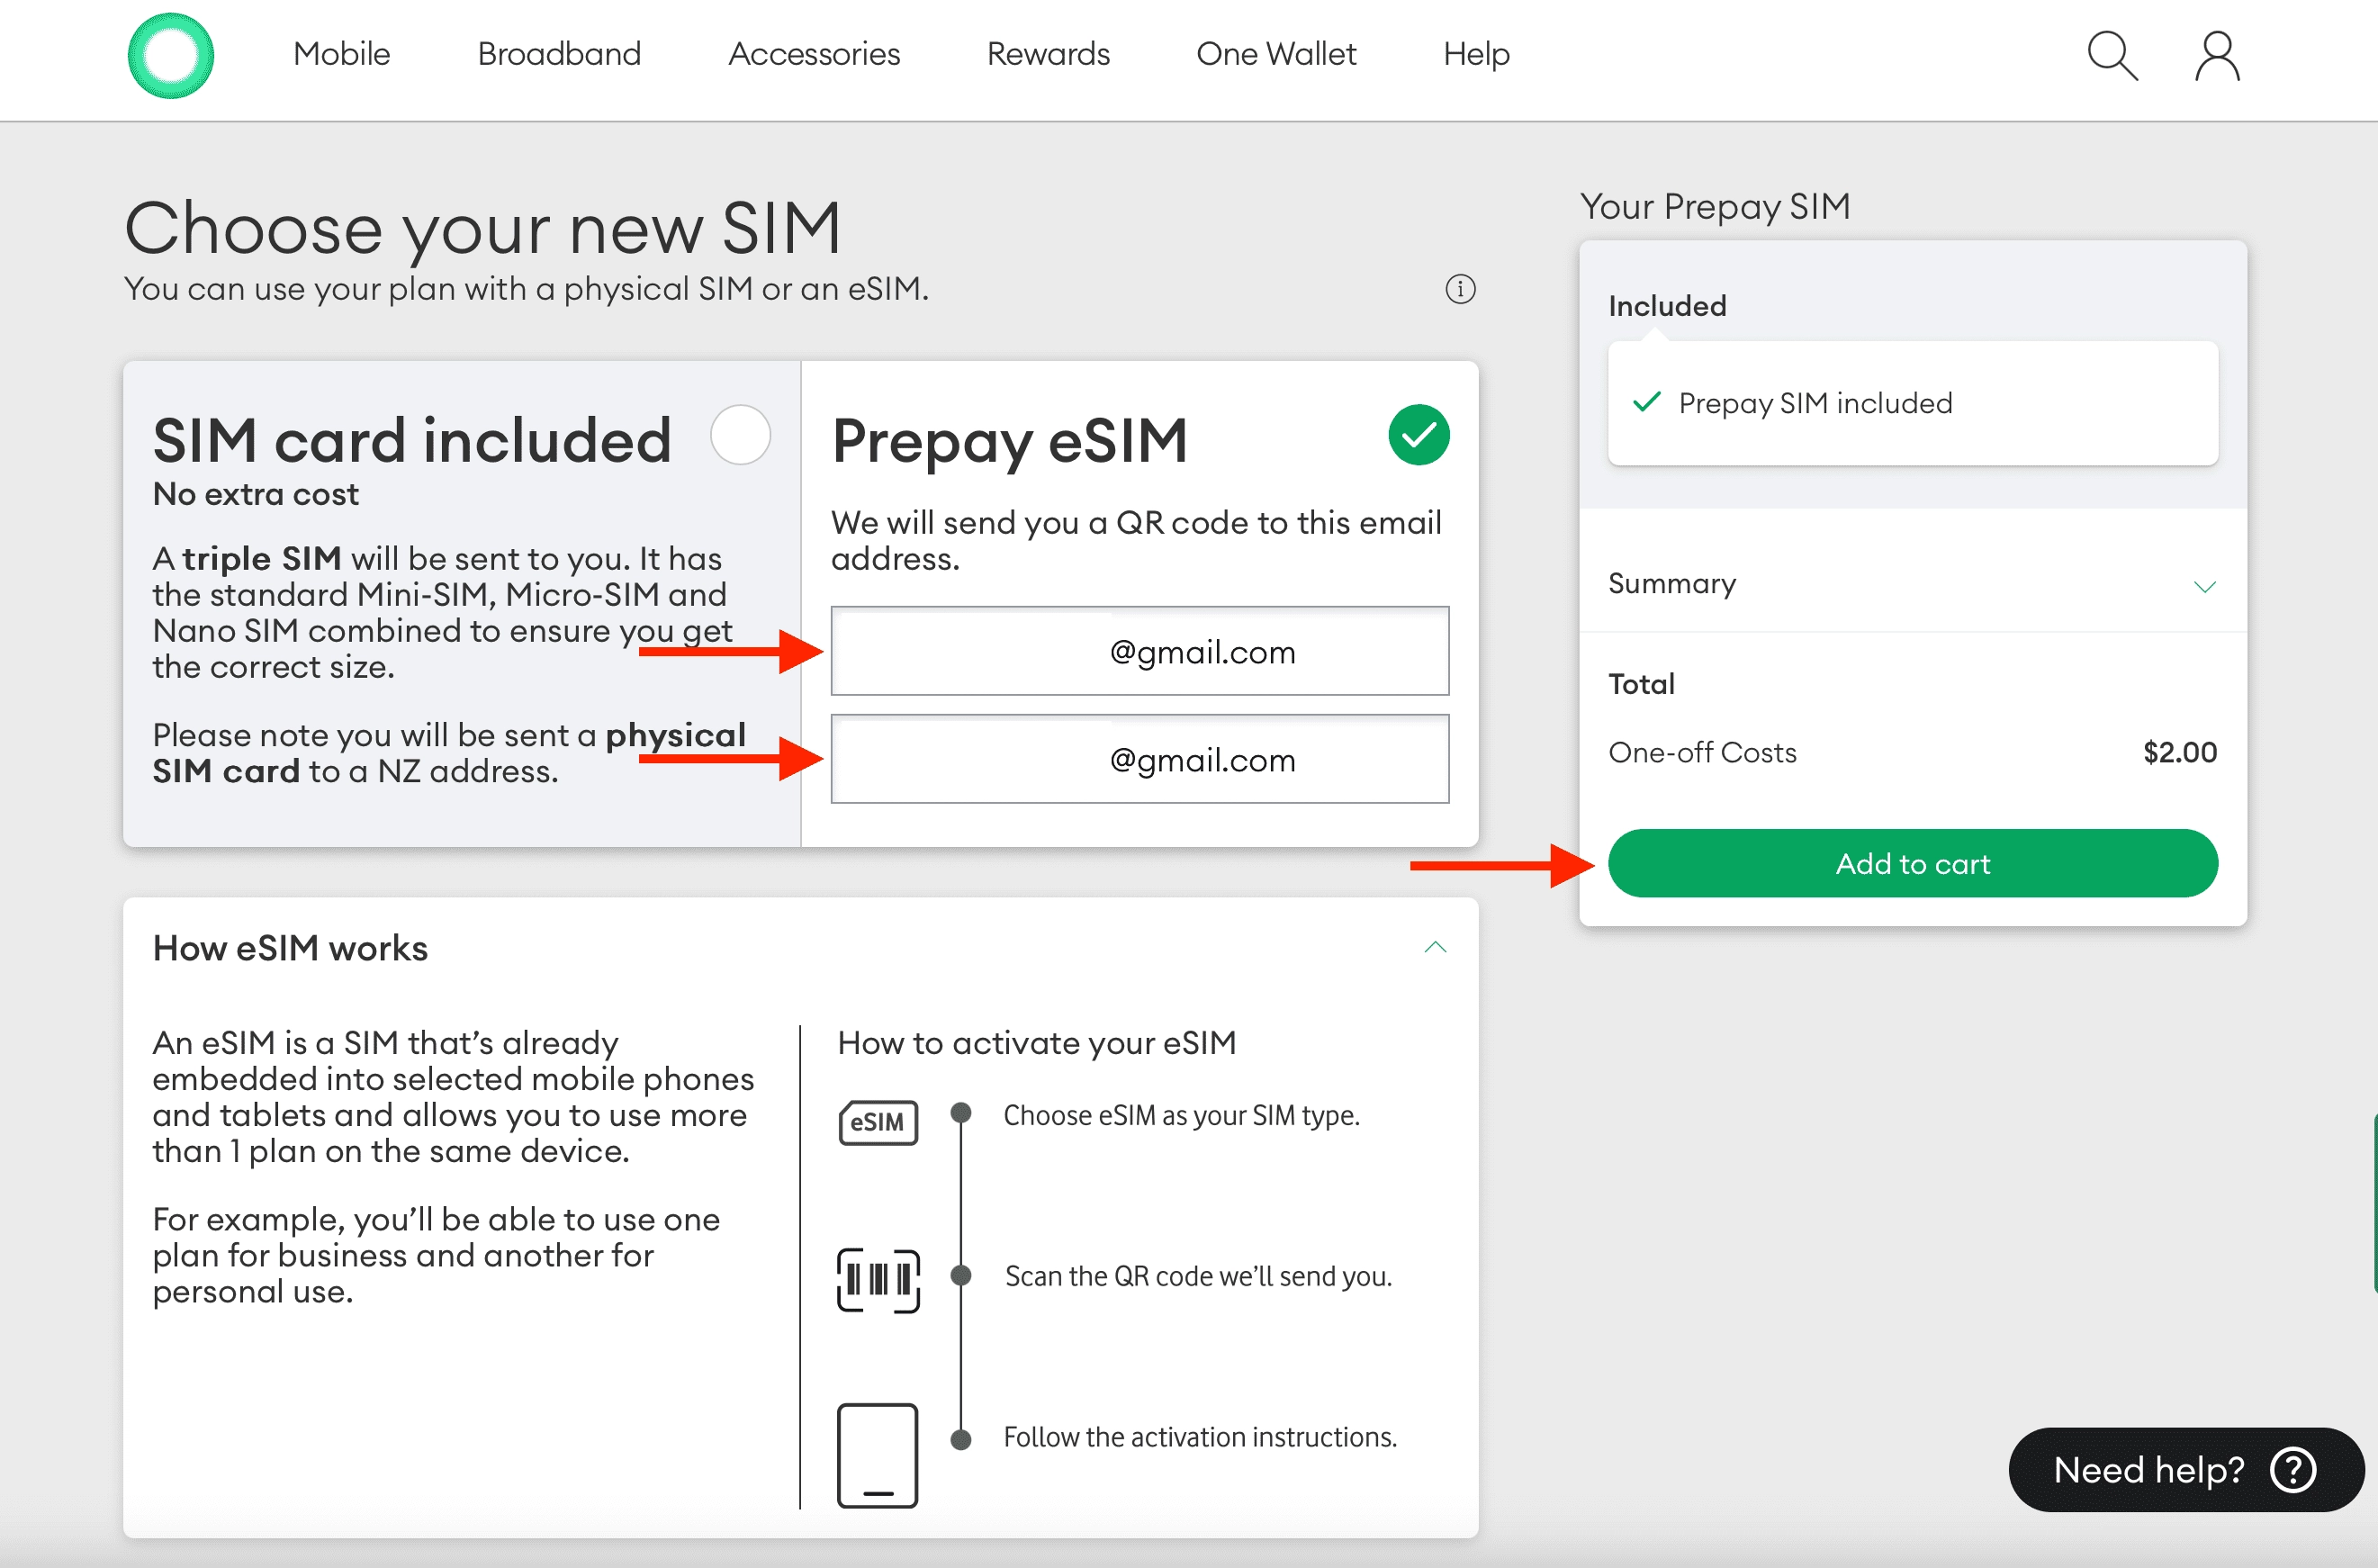 Mobile
Broadband
Accessories
Rewards
One Wallet
Help
Choose your new SIM
You can use your plan with a physical SIM or an eSIM.
SIM card included
No extra cost
A triple SIM will be sent to you. It has
the standard Mini-SIM, Micro-SIM and
Nano SIM combined to ensure you get
the correct size.
Please note you will be sent a physical
SIM card to a NZ address.
Prepay eSIM
We will send you a QR code to this email
address.
@gmail.com
@gmail.com
Your Prepay SIM
Included
Prepay SIM included
Summary
Total
One-off Costs
$2.00
Add to cart
How eSIM works
An eSIM is a SIM that's already
embedded into selected mobile phones
and tablets and allows you to use more
than 1 plan on the same device.
For example, you'll be able to use one
plan for business and another for
personal use.
How to activate your eSIM
eSIM
Choose eSIM as your SIM type.
Scan the QR code we'll send you.
Follow the activation instructions.
Need help?